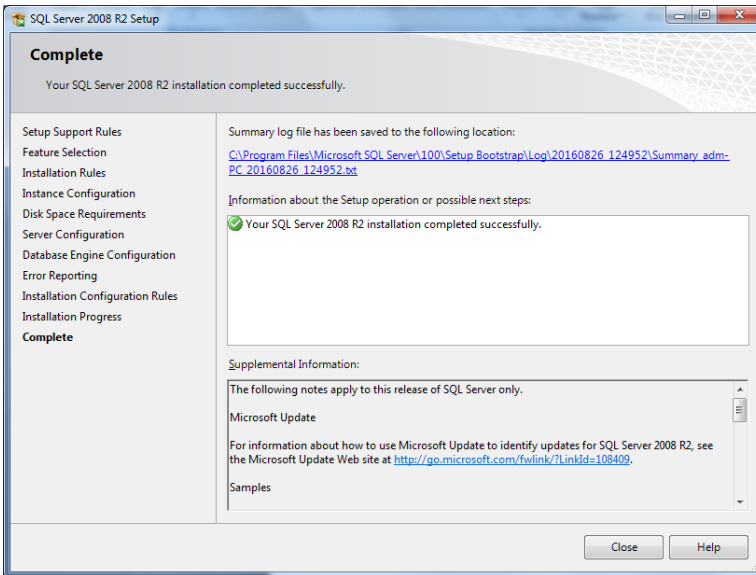 SQL Server 2008 R2 Setup
Complete
Your SQL Server 2008 R2 installation completed successfully.
Setup Support Rules
Feature Selection
Installation Rules
Instance Configuration
Disk Space Requirements
Server Configuration
Database Engine Configuration
Error Reporting
Installation Configuration Rules
Installation Progress
Complete
Summary log file has been saved to the following location:
C:\Program Files\Microsoft SQL Server\100\Setup Bootstrap\Log\20160826_124952\Summary_adm-
PC_20160826_124952.txt
Information about the Setup operation or possible next steps:
Your SQL Server 2008 R2 installation completed successfully.
Supplemental Information:
The following notes apply to this release of SQL Server only.
Microsoft Update
For information about how to use Microsoft Update to identify updates for SQL Server 2008 R2, see
the Microsoft Update Web site at http://go.microsoft.com/fwlink/?LinkId=108409.
Samples
Close
Help